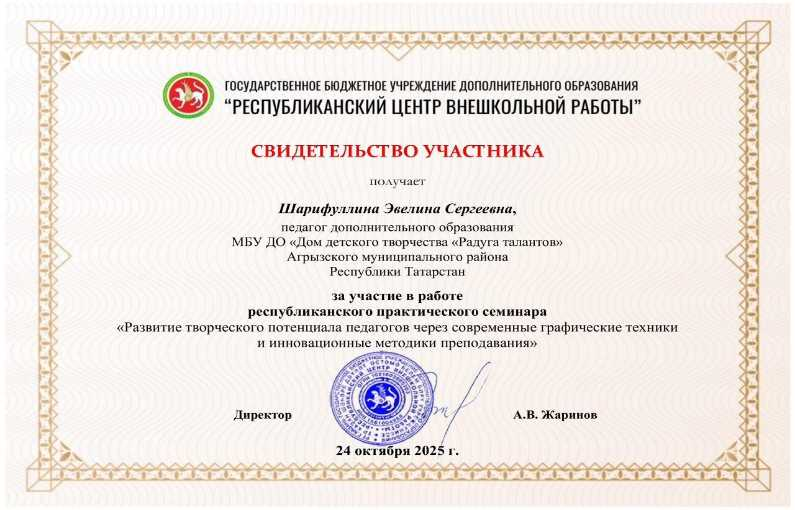 ГОСУДАРСТВЕННОЕ БЮДЖЕТНОЕ УЧРЕЖДЕНИЕ ДОПОЛНИТЕЛЬНОГО ОБРАЗОВАНИЯ
“РЕСПУБЛИКАНСКИЙ ЦЕНТР ВНЕШКОЛЬНОЙ РАБОТЫ”
СВИДЕТЕЛЬСТВО УЧАСТНИКА
получает
Шарифуллина Эвелина Сергеевна,
педагог дополнительного образования
МБУ ДО «Дом детского творчества «Радуга талантов»
Агрызского муниципального района
Республики Татарстан
за участие в работе
республиканского практического семинара
«Развитие творческого потенциала педагогов через современные графические техники
и инновационные методики преподавания»
Директор
А.В. Жаринов
24 октября 2025 г.